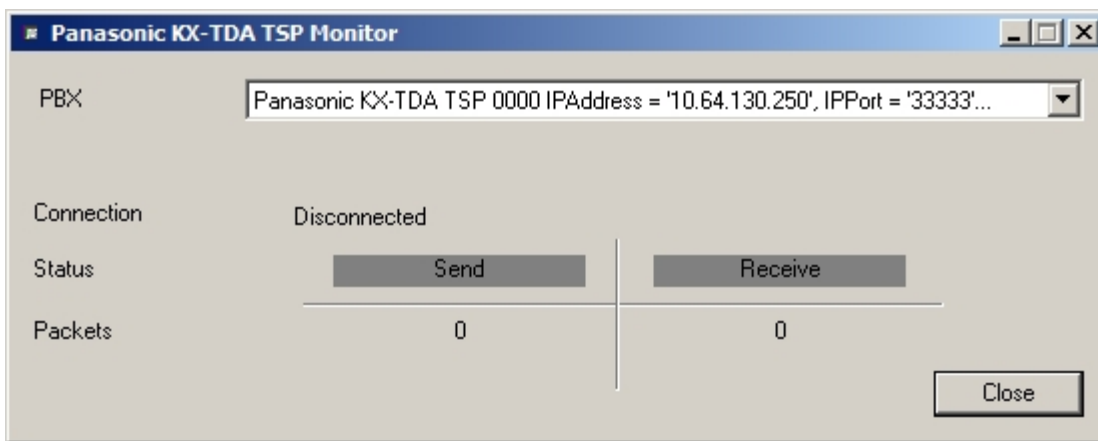 Panasonic KX-TDA TSP Monitor
PBX Panasonic KX-TDA TSP 0000 IPAddress = '10.64.130.250', IPPort = '33333'...
Connection Disconnected
Status Send Receive
Packets 0 0
Close